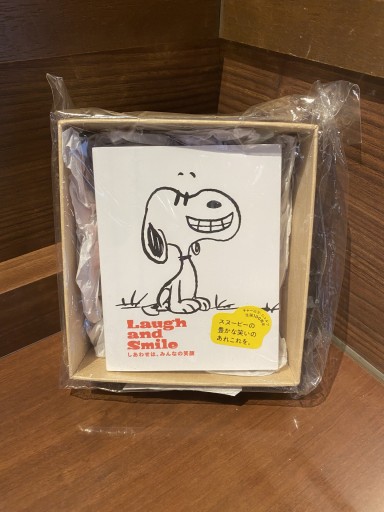 Laugh
and
Smile
しあわせは、みんなの笑顔
スヌーピーの
豊かな笑いの
あれこれを。